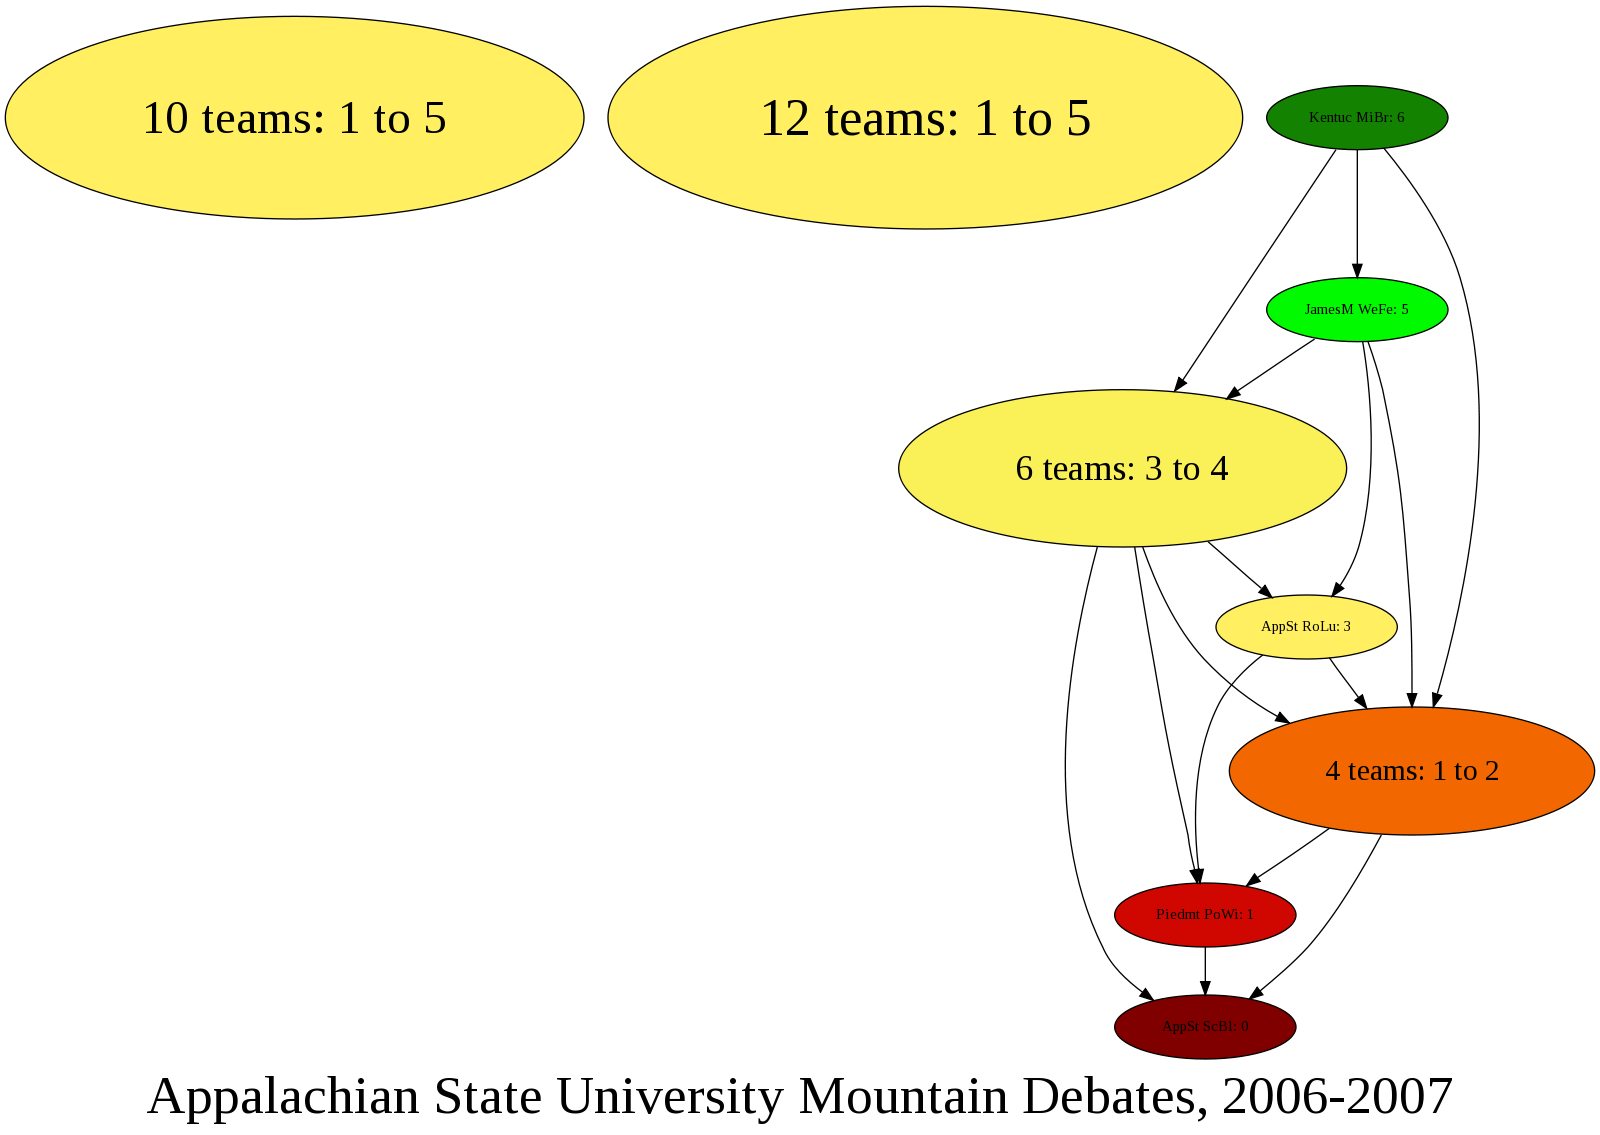 10 teams: 1 to 5
12 teams: 1 to 5
Kentuc MiBr: 6
JamesM WeFe: 5
6 teams: 3 to 4
AppSt RoLu: 3
4 teams: 1 to 2
Piedmt PoWi: 1
AppSt ScBl: 0
Appalachian State University Mountain Debates, 2006-2007